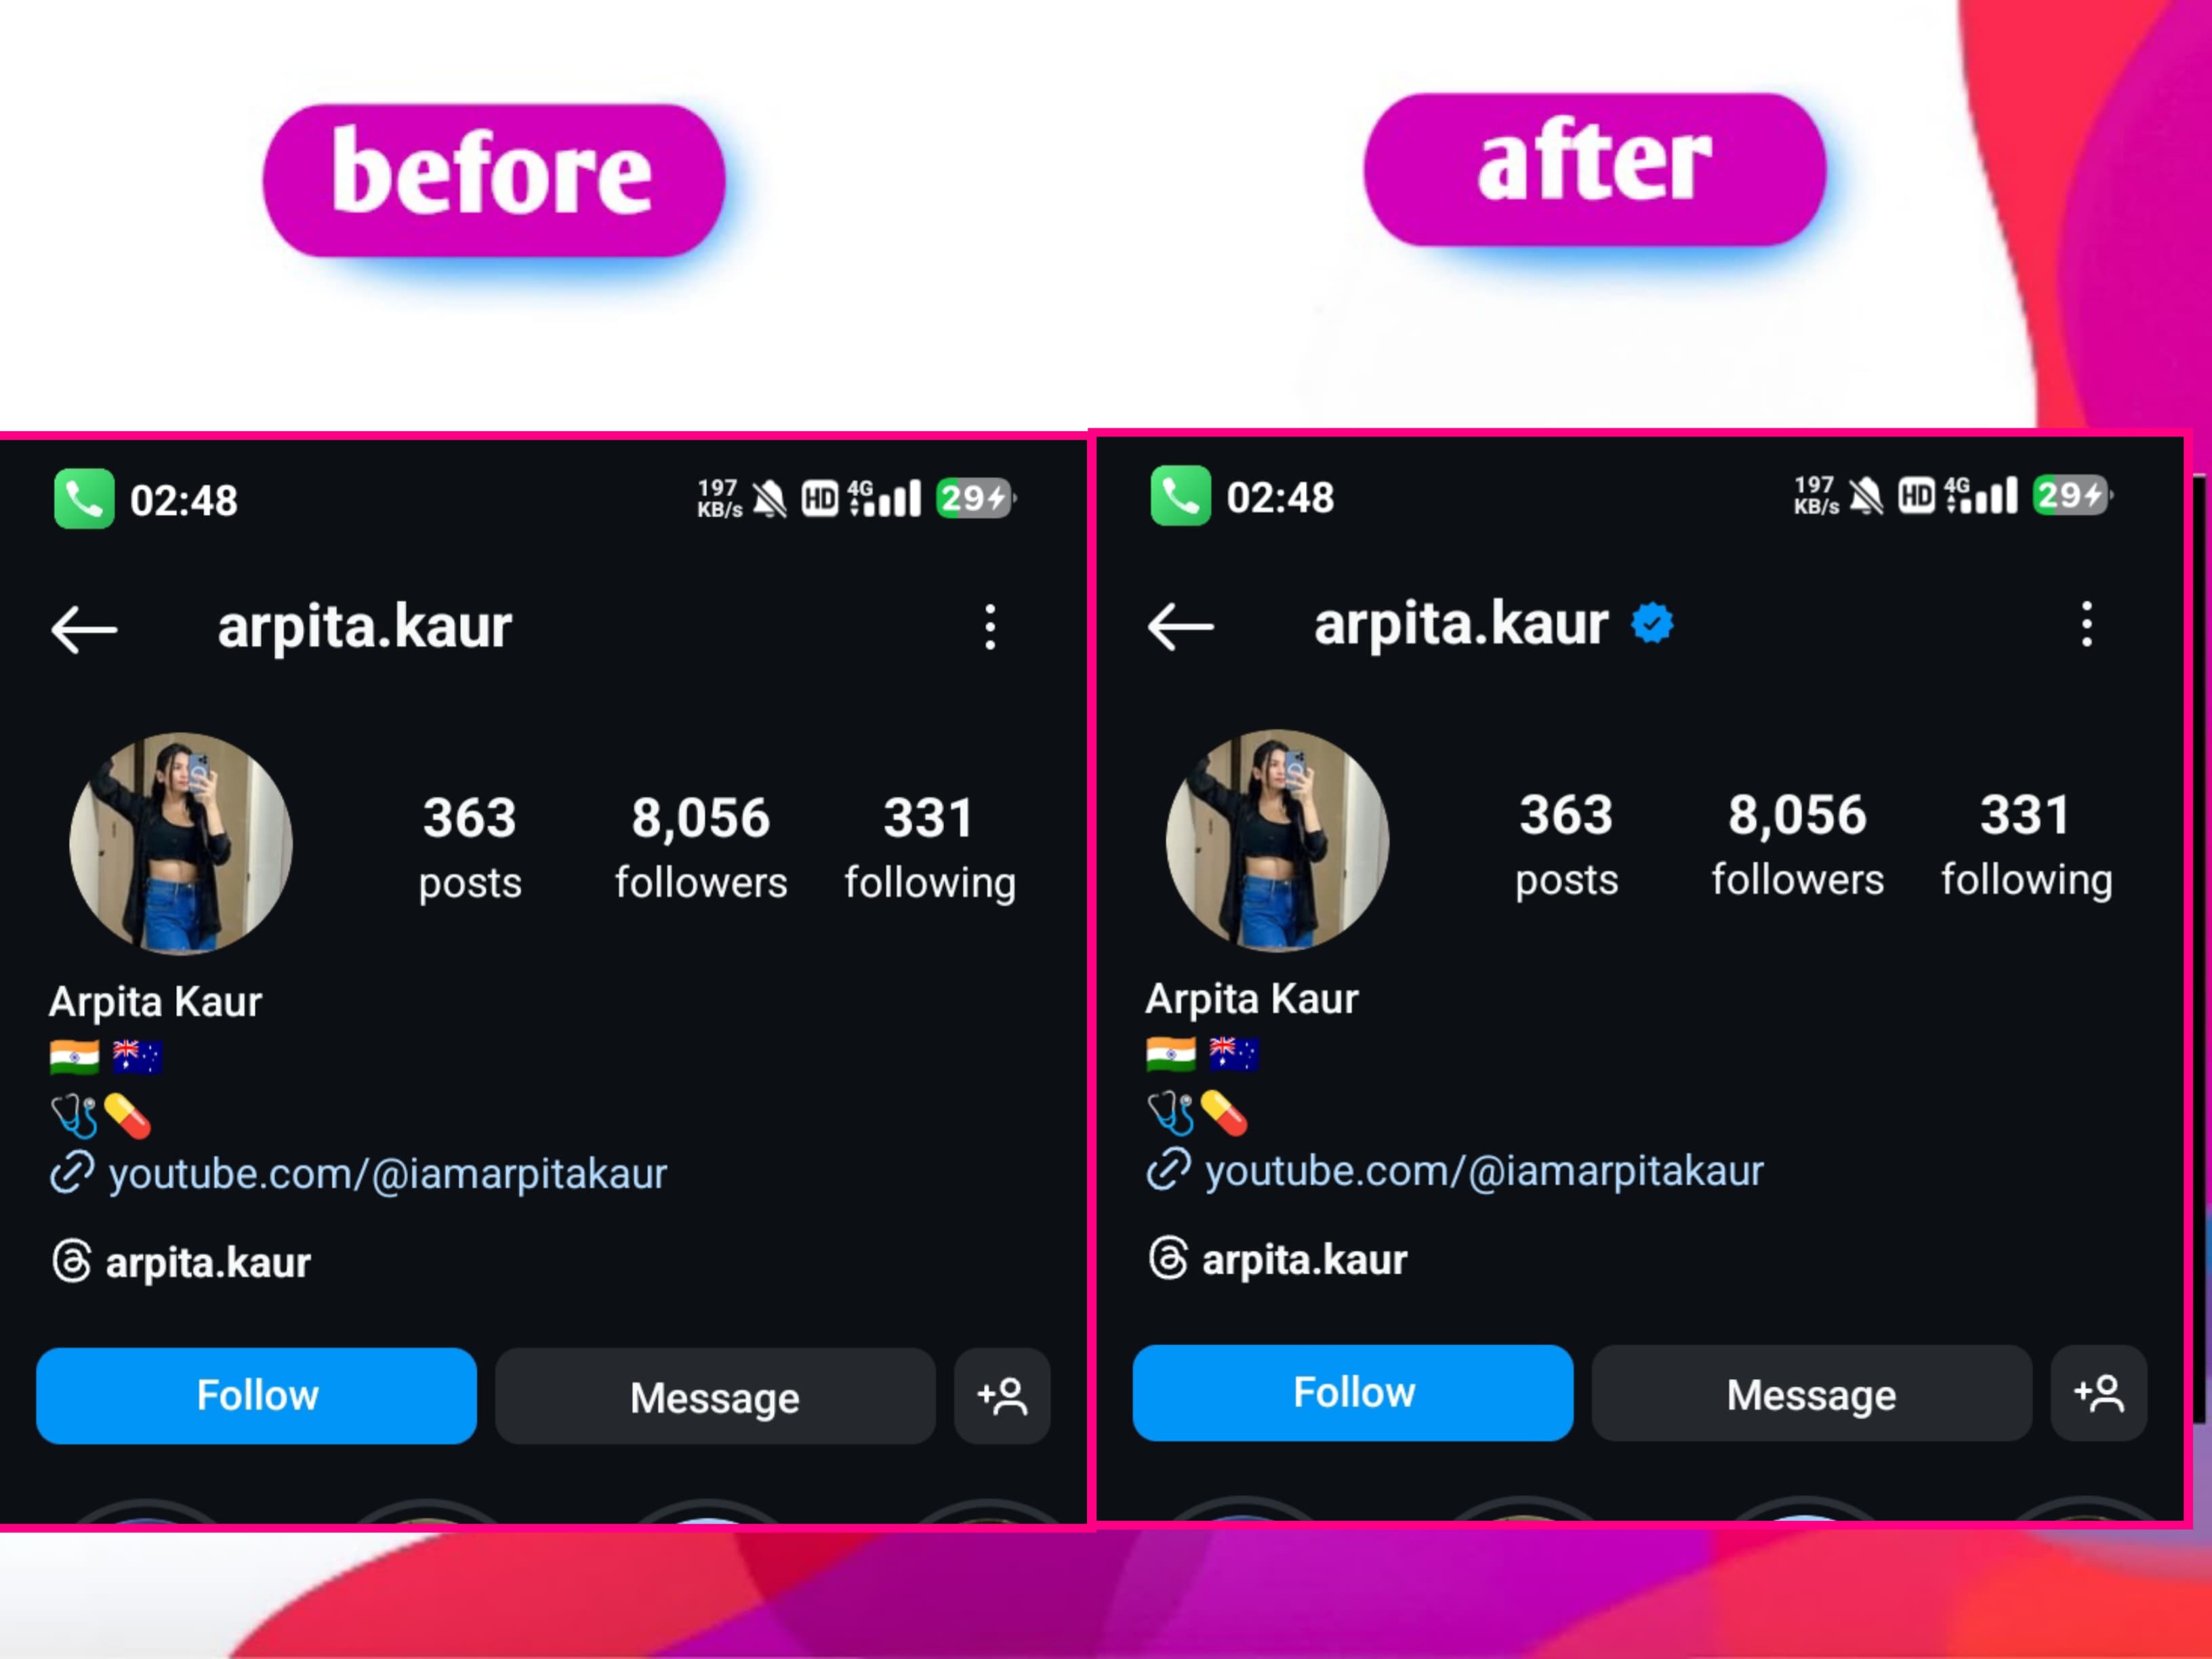 before
after
02:48
197
KB/s
HD
4G
29
arpita.kaur
363
8,056
331
posts
followers
following
Arpita Kaur
youtube.com/@iamarpitakaur
arpita.kaur
Follow
Message
02:48
197
KB/s
HD
4G
29
arpita.kaur
363
8,056
331
posts
followers
following
Arpita Kaur
youtube.com/@iamarpitakaur
arpita.kaur
Follow
Message